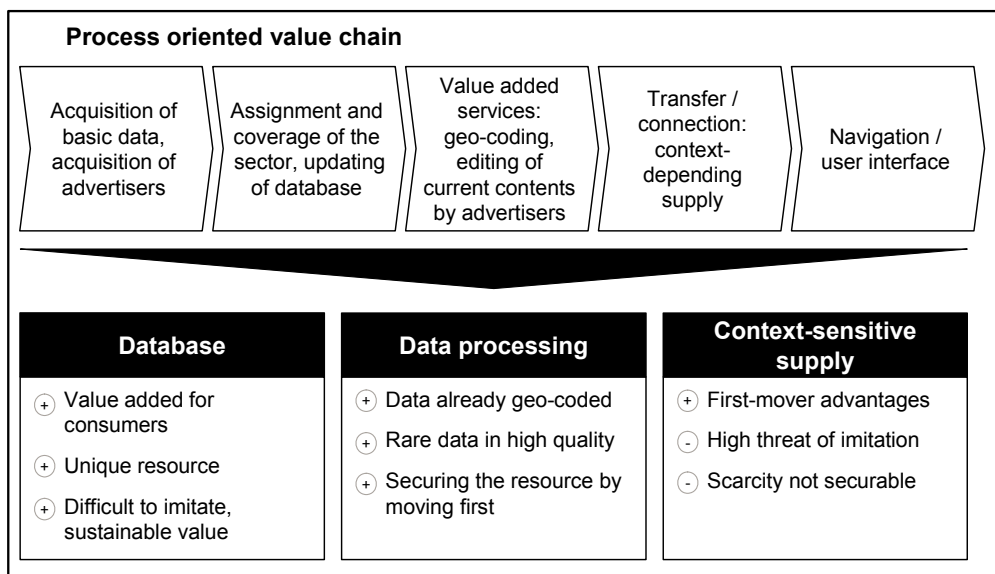 Process oriented value chain
Acquisition of
basic data,
acquisition of
advertisers
Assignment and
coverage of the
sector, updating
of database
Value added
services:
geo-coding,
editing of
current contents
by advertisers
Transfer /
connection:
context-
depending
supply
Navigation /
user interface
Database
+ Value added for
consumers
+ Unique resource
+ Difficult to imitate,
sustainable value
Data processing
+ Data already geo-coded
+ Rare data in high quality
+ Securing the resource by
moving first
Context-sensitive
supply
+ First-mover advantages
- High threat of imitation
- Scarcity not securable